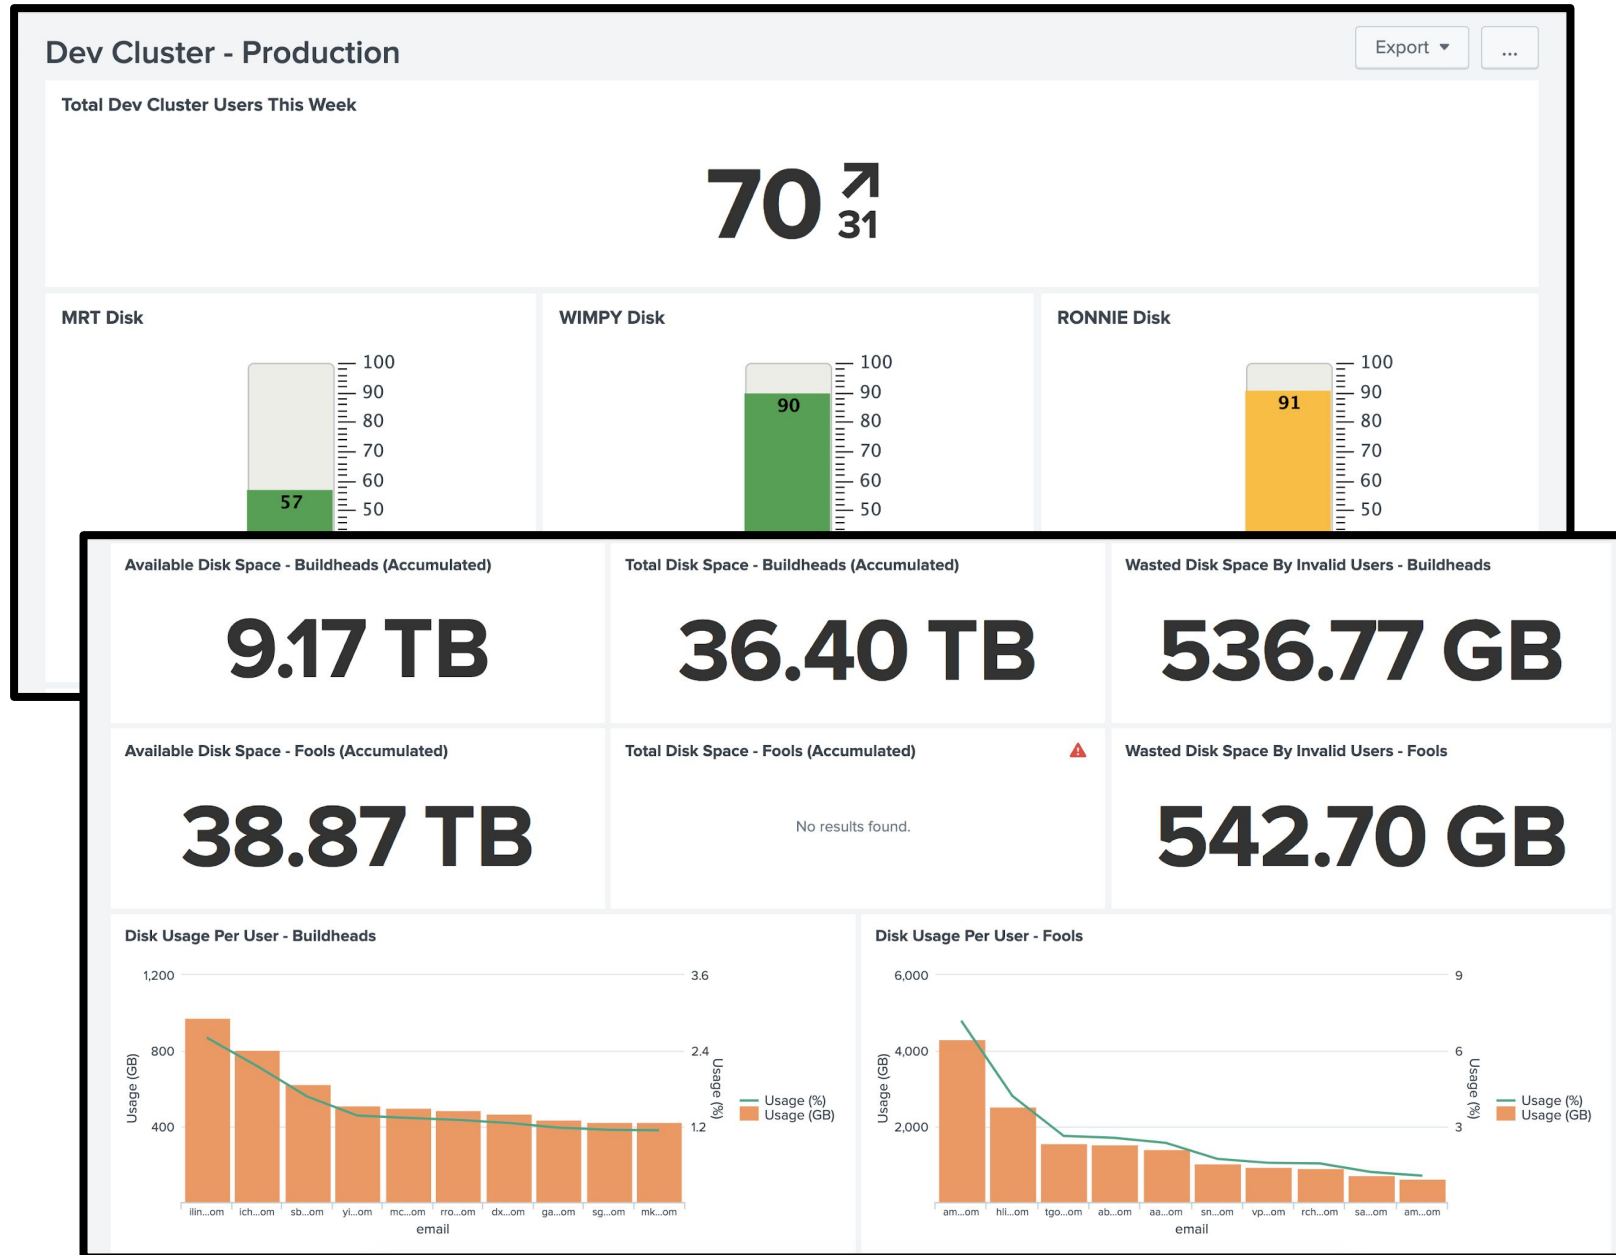 Dev Cluster - Production
Export
...
Total Dev Cluster Users This Week
70
31
MRT Disk
WIMPY Disk
RONNIE Disk
100
90
80
70
60
50
57
100
90
80
70
60
50
90
100
90
80
70
60
50
91
Available Disk Space - Buildheads (Accumulated)
Total Disk Space - Buildheads (Accumulated)
Wasted Disk Space By Invalid Users - Buildheads
9.17 TB
36.40 TB
536.77 GB
Available Disk Space - Fools (Accumulated)
Total Disk Space - Fools (Accumulated)
Wasted Disk Space By Invalid Users - Fools
38.87 TB
No results found.
542.70 GB
Disk Usage Per User - Buildheads
1,200
800
400
Usage (GB)
3.6
2.4
1.2
Usage (%)
Usage (%)
Usage (GB)
ilin...om ich...om sb...om yi...om mc...om rro...om dx...om ga...om sg...om mk...om
email
Disk Usage Per User - Fools
6,000
4,000
2,000
Usage (GB)
9
6
3
Usage (%)
Usage (%)
Usage (GB)
am...om hli...om tgo...om ab...om aa...om sn...om vp...om rch...om sa...om am...om
email